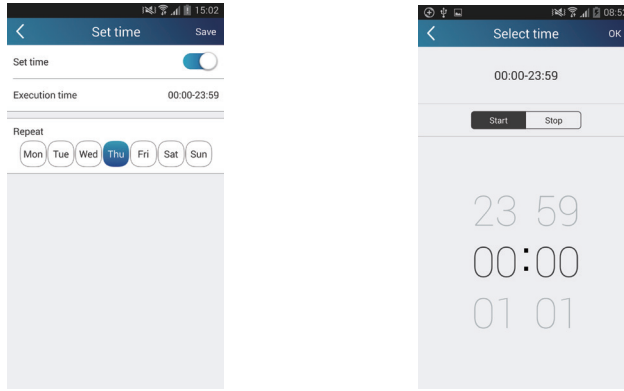 15:02
Set time
Save
Set time
Execution time 00:00-23:59
Repeat
Mon Tue Wed Thu Fri Sat Sun
Select time
OK
00:00-23:59
Start Stop
23 59
00:00
01 01